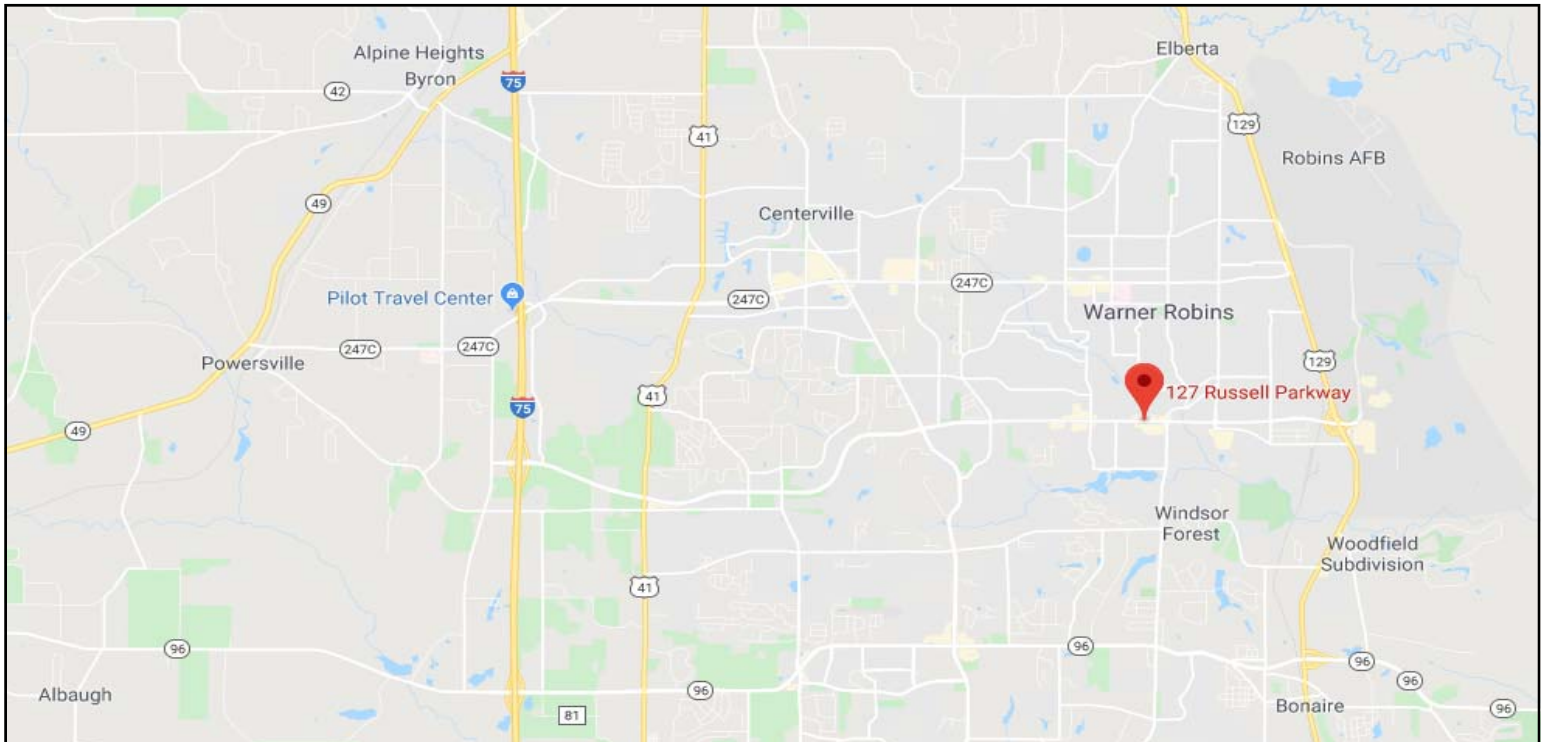 Alpine Heights
Byron
75
42
Elberta
41
129
Robins AFB
49
Centerville
Pilot Travel Center
247C
247C
Warner Robins
247C
247C
Powersville
129
127 Russell Parkway
41
75
49
Windsor
Forest
Woodfield
Subdivision
41
96
96
96
96
96
Albaugh
81
Bonaire
96